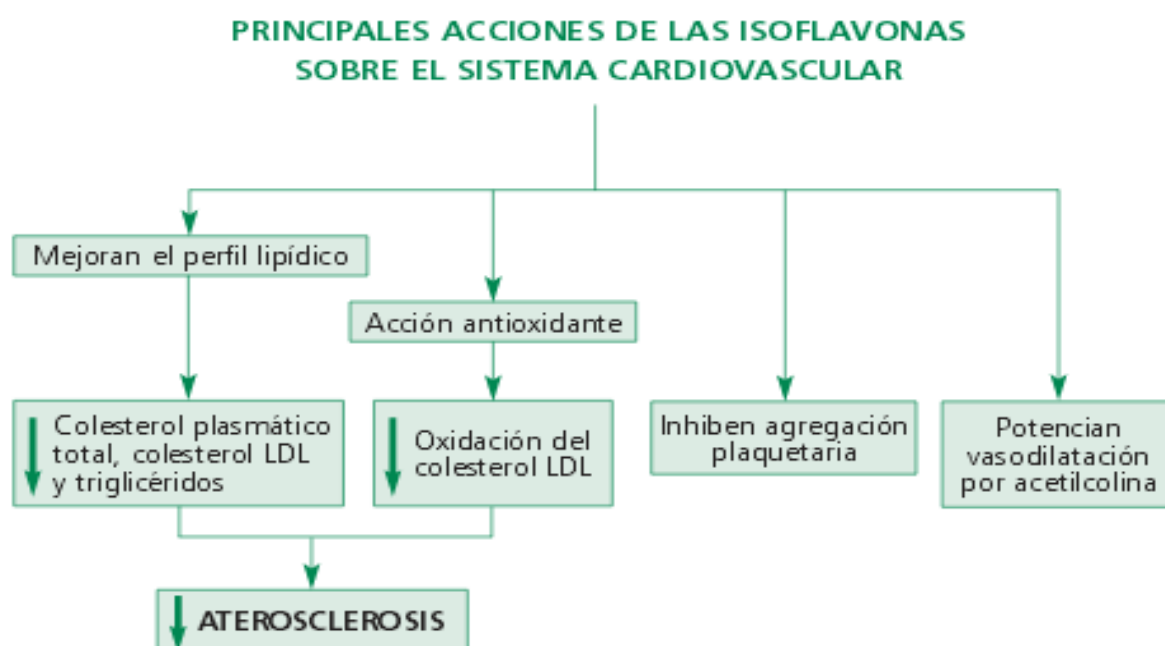 PRINCIPALES ACCIONES DE LAS ISOFLAVONAS
SOBRE EL SISTEMA CARDIOVASCULAR
Mejoran el perfil lipídico
Acción antioxidante
Colesterol plasmático
total, colesterol LDL
y triglicéridos
Oxidación del
colesterol LDL
Inhiben agregación
plaquetaria
Potencian
vasodilatación
por acetilcolina
ATEROSCLEROSIS